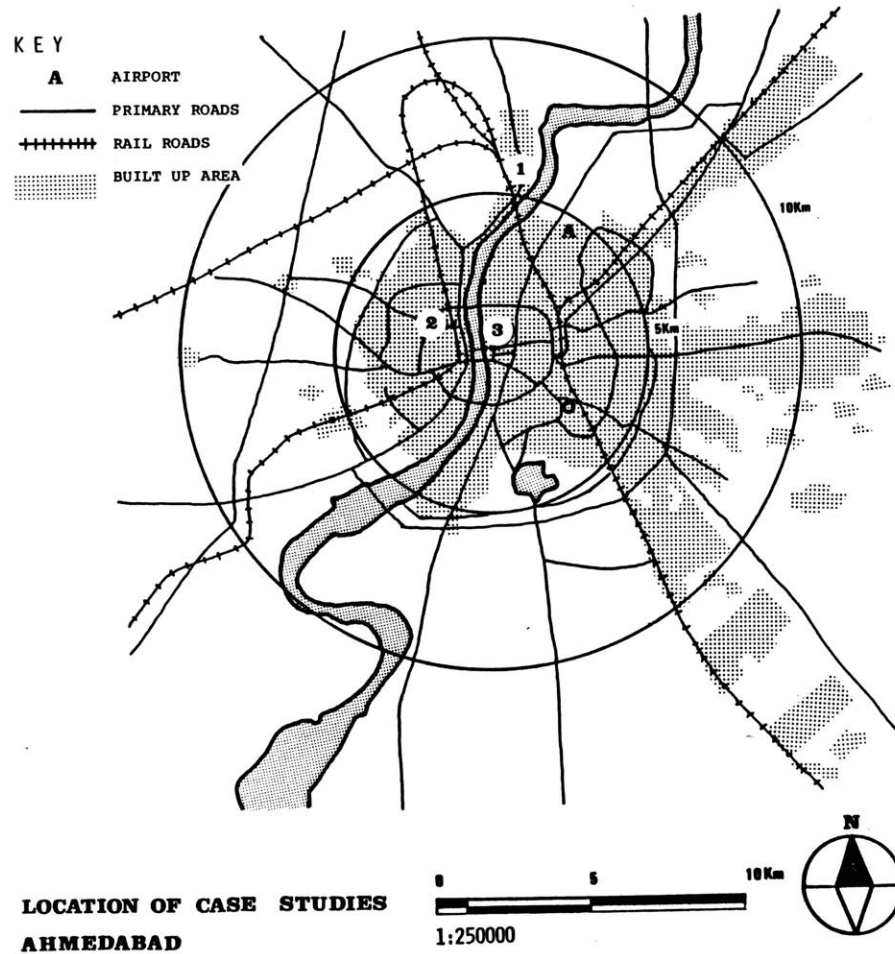 KEY
A AIRPORT
PRIMARY ROADS
RAIL ROADS
BUILT UP AREA
1
10Km
A
2
3
5Km
N
0 5 10Km
LOCATION OF CASE STUDIES
AHMEDABAD
1:250000